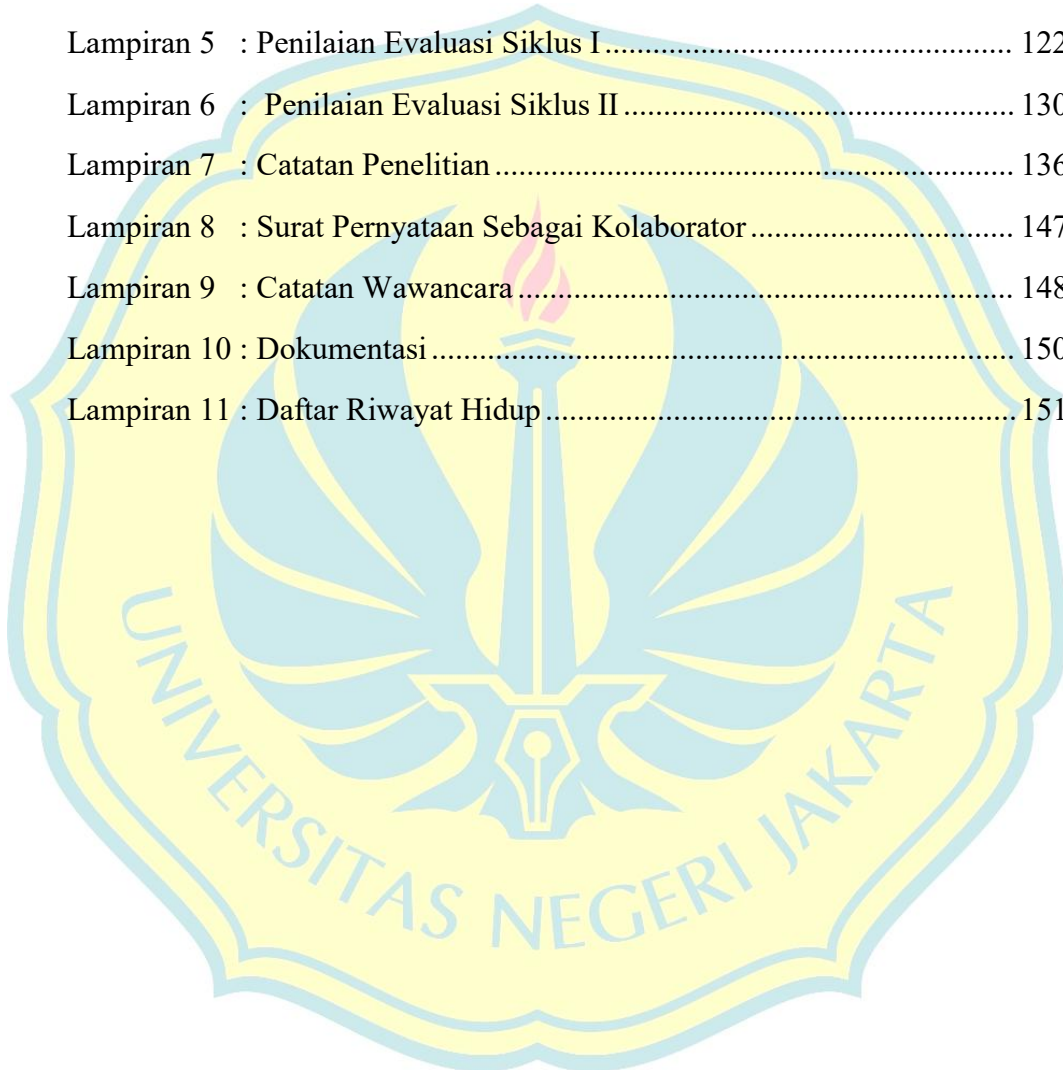 Lampiran 5 : Penilaian Evaluasi Siklus I.................................................................. 122
Lampiran 6 : Penilaian Evaluasi Siklus II............................................................... 130
Lampiran 7 : Catatan Penelitian................................................................................... 136
Lampiran 8 : Surat Pernyataan Sebagai Kolaborator.......................................... 147
Lampiran 9 : Catatan Wawancara................................................................................ 148
Lampiran 10 : Dokumentasi............................................................................................. 150
Lampiran 11 : Daftar Riwayat Hidup........................................................................... 151
UNIVERSITAS NEGERI JAKARTA